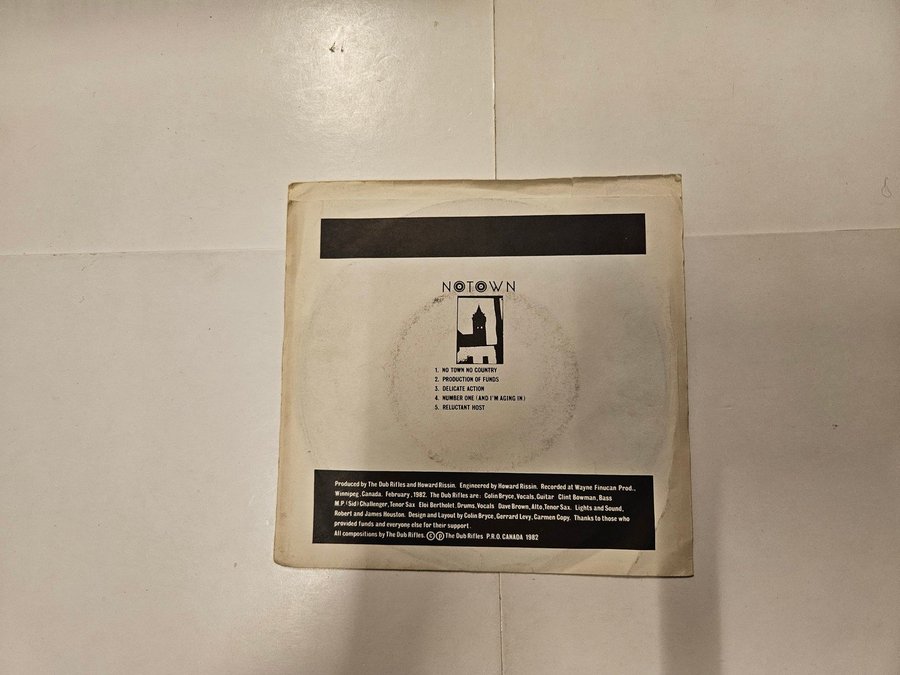 NOTOWN
1. NO TOWN NO COUNTRY
2. PRODUCTION OF FUNDS
3. DELICATE ACTION
4. NUMBER ONE (AND I'M AGING IN)
5. RELUCTANT HOST
Produced by The Dub Rifles and Howard Rissin. Engineered by Howard Rissin. Recorded at Wayne Finucan Prod.,
Winnipeg, Canada. February, 1982. The Dub Rifles are: Colin Bryce, Vocals, Guitar Clint Bowman, Bass
M.P. (Sid) Challenger, Tenor Sax Eloi Bertholet, Drums, Vocals Dave Brown, Alto, Tenor Sax. Lights and Sound,
Robert and James Houston. Design and Layout by Colin Bryce, Gerrard Levy, Carmen Copy. Thanks to those who
provided funds and everyone else for their support.
All compositions by The Dub Rifles. Ⓒ Ⓟ The Dub Rifles P.R.O. CANADA 1982